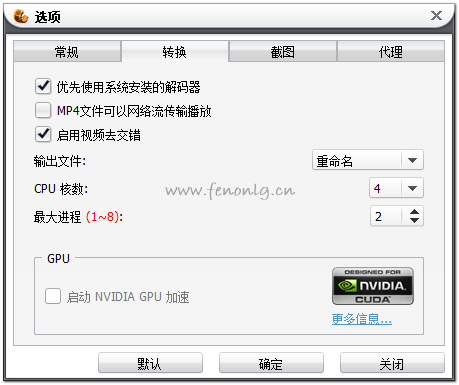 选项
常规 转换 截图 代理
优先使用系统安装的解码器
MP4文件可以网络流传输播放
启用视频去交错
输出文件: 重命名
CPU 核数: 4
www.fenonlg.cn
最大进程 (1~8): 2
GPU
启动 NVIDIA GPU 加速
DESIGNED FOR
NVIDIA
CUDA
更多信息...
默认 确定 关闭